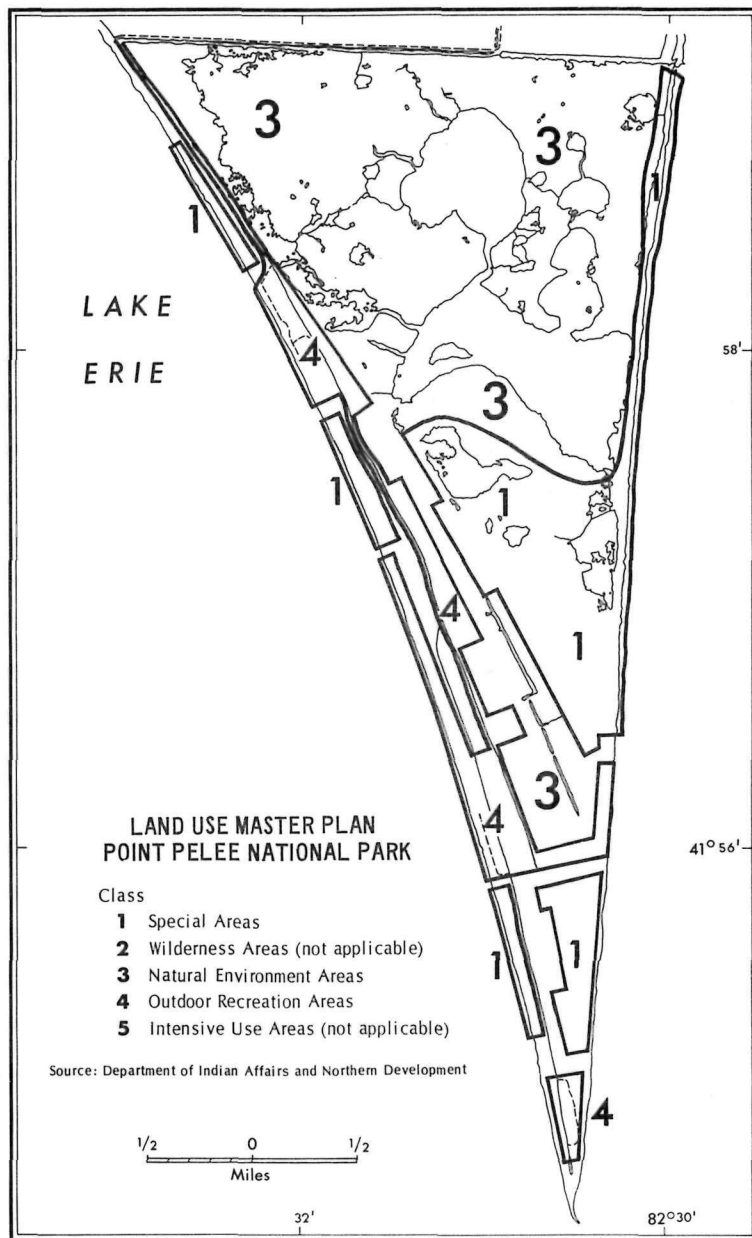 3
3
1
1
LAKE
58'
4
ERIE
3
1
1
4
1
3
4
LAND USE MASTER PLAN
POINT PELEE NATIONAL PARK
41° 56'
Class
1 Special Areas
2 Wilderness Areas (not applicable)
3 Natural Environment Areas
4 Outdoor Recreation Areas
5 Intensive Use Areas (not applicable)
1
1
Source: Department of Indian Affairs and Northern Development
4
1/2 0 1/2
Miles
32' 82° 30'